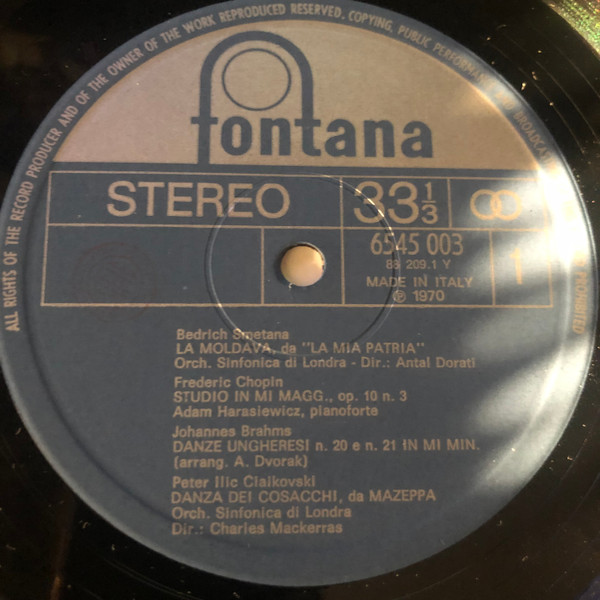 ALL RIGHTS OF THE RECORD PRODUCER AND OF THE OWNER OF THE WORK REPRODUCED RESERVED. COPYING, PUBLIC PERFORMANCE AND BROADCASTING PROHIBITED
fontana
STEREO 33 1/3
6545 003
88 209.1 Y
MADE IN ITALY
℗ 1970
1
Bedrich Smetana
LA MOLDAVA, da "LA MIA PATRIA"
Orch. Sinfonica di Londra - Dir.: Antal Dorati
Frederic Chopin
STUDIO IN MI MAGG., op. 10 n. 3
Adam Harasiewicz, pianoforte
Johannes Brahms
DANZE UNGHERESI n. 20 e n. 21 IN MI MIN.
(arrang. A. Dvorak)
Peter Ilic Ciaikovski
DANZA DEI COSACCHI, da MAZEPPA
Orch. Sinfonica di Londra
Dir.: Charles Mackerras